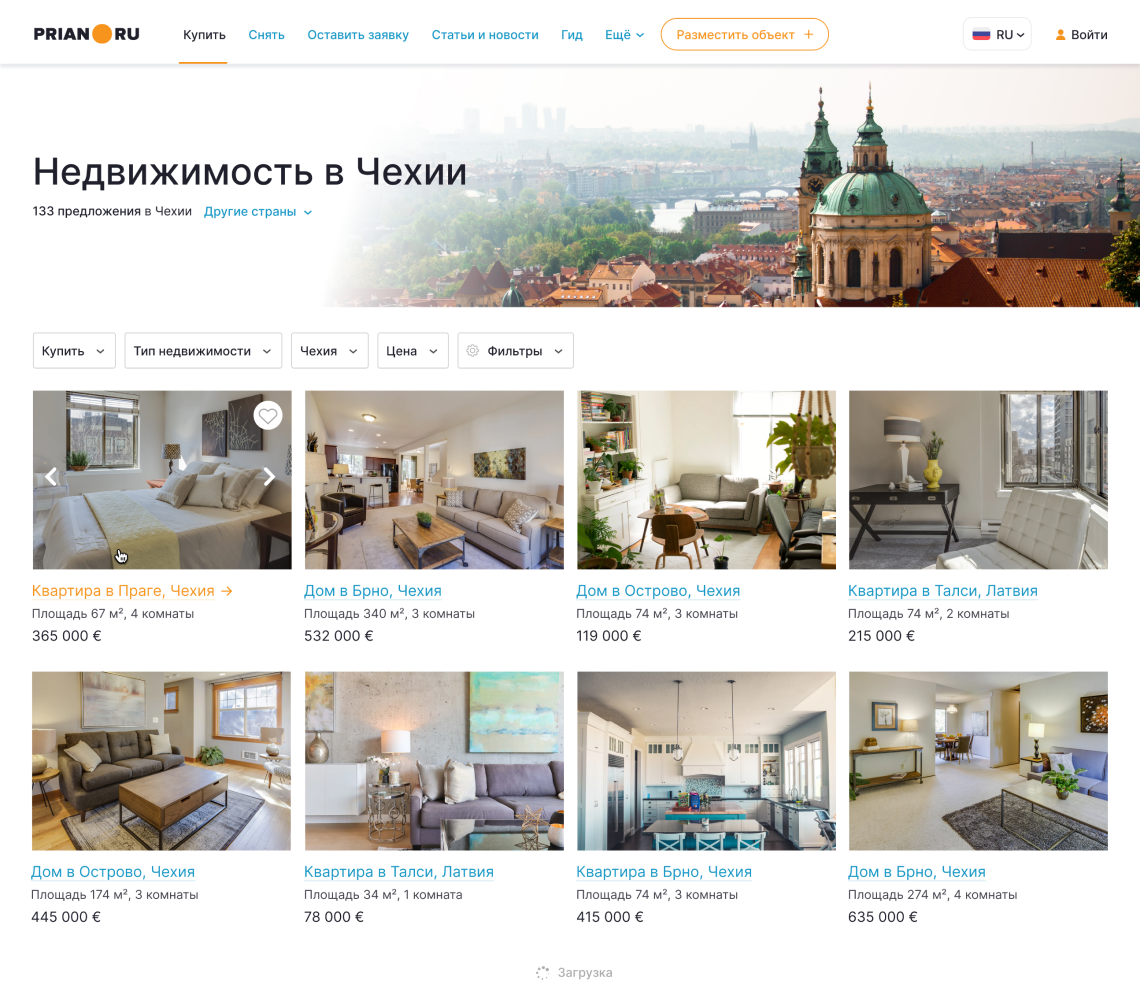 PRIAN RU
Купить
Снять
Оставить заявку
Статьи и новости
Гид
Ещё
Разместить объект +
RU
Войти
Недвижимость в Чехии
133 предложения в Чехии Другие страны
Купить
Тип недвижимости
Чехия
Цена
Фильтры
Квартира в Праге, Чехия →
Площадь 67 м², 4 комнаты
365 000 €
Дом в Брно, Чехия
Площадь 340 м², 3 комнаты
532 000 €
Дом в Острово, Чехия
Площадь 74 м², 3 комнаты
119 000 €
Квартира в Талси, Латвия
Площадь 74 м², 2 комнаты
215 000 €
Дом в Острово, Чехия
Площадь 174 м², 3 комнаты
445 000 €
Квартира в Талси, Латвия
Площадь 34 м², 1 комната
78 000 €
Квартира в Брно, Чехия
Площадь 74 м², 3 комнаты
415 000 €
Дом в Брно, Чехия
Площадь 274 м², 4 комнаты
635 000 €
Загрузка